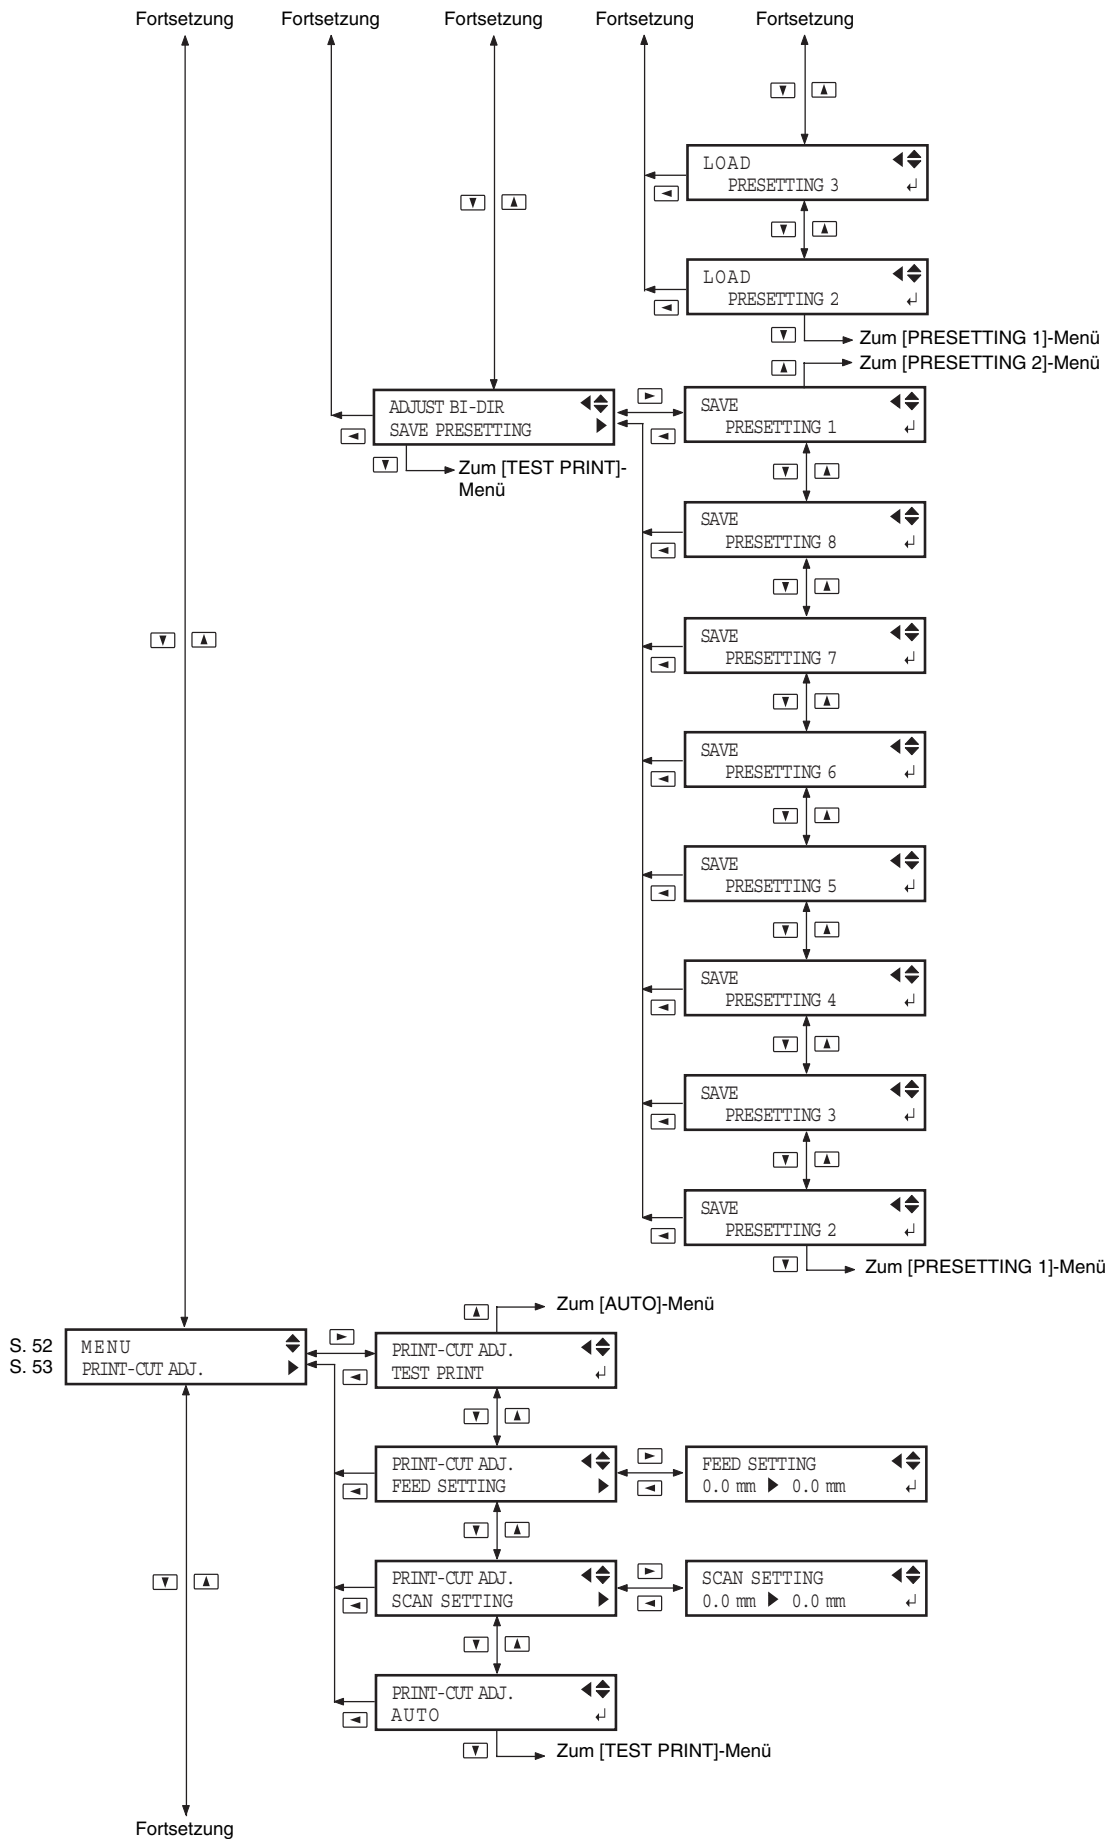 Fortsetzung Fortsetzung Fortsetzung Fortsetzung Fortsetzung
LOAD
PRESETTING 3
LOAD
PRESETTING 2
Zum [PRESETTING 1]-Menü
Zum [PRESETTING 2]-Menü
ADJUST BI-DIR
SAVE PRESETTING
Zum [TEST PRINT]-
Menü
SAVE
PRESETTING 1
SAVE
PRESETTING 8
SAVE
PRESETTING 7
SAVE
PRESETTING 6
SAVE
PRESETTING 5
SAVE
PRESETTING 4
SAVE
PRESETTING 3
SAVE
PRESETTING 2
Zum [PRESETTING 1]-Menü
Zum [AUTO]-Menü
S. 52
S. 53
MENU
PRINT-CUT ADJ.
PRINT-CUT ADJ.
TEST PRINT
PRINT-CUT ADJ.
FEED SETTING
FEED SETTING
0.0 mm ▶ 0.0 mm
PRINT-CUT ADJ.
SCAN SETTING
SCAN SETTING
0.0 mm ▶ 0.0 mm
PRINT-CUT ADJ.
AUTO
Zum [TEST PRINT]-Menü
Fortsetzung